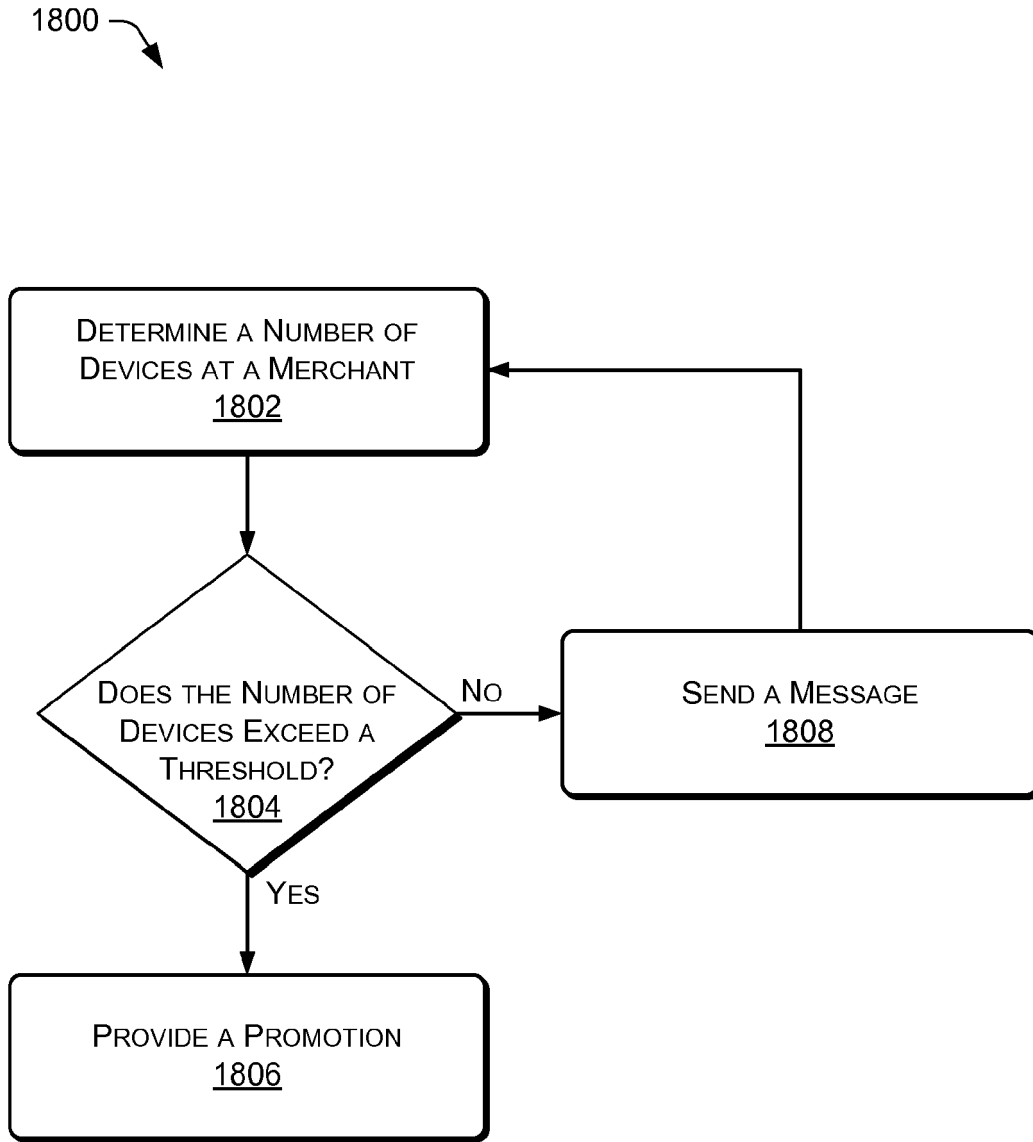 1800
DETERMINE A NUMBER OF
DEVICES AT A MERCHANT
1802
DOES THE NUMBER OF
DEVICES EXCEED A
THRESHOLD?
1804
NO
SEND A MESSAGE
1808
YES
PROVIDE A PROMOTION
1806